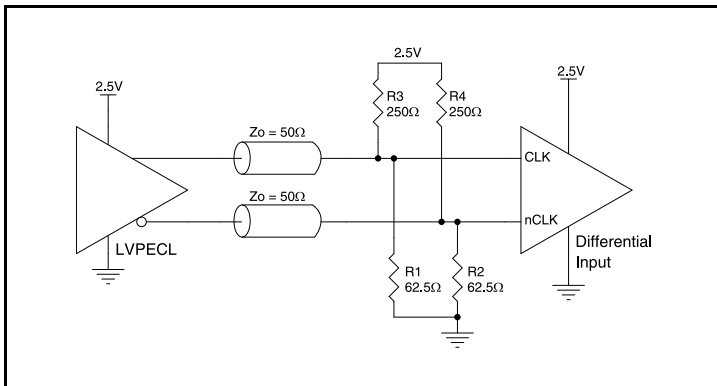 2.5V
2.5V
2.5V
R3
250Ω
R4
250Ω
Zo = 50Ω
CLK
Zo = 50Ω
nCLK
LVPECL
Differential
Input
R1
62.5Ω
R2
62.5Ω